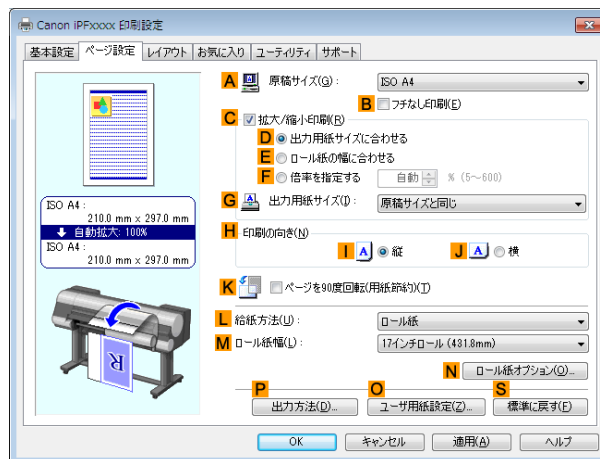 Canon iPFxxxx 印刷設定
基本設定 ページ設定 レイアウト お気に入り ユーティリティ サポート
A 原稿サイズ(G): ISO A4
B フチなし印刷(E)
C 拡大/縮小印刷(R)
D 出力用紙サイズに合わせる
E ロール紙の幅に合わせる
F 倍率を指定する 自動 % (5～600)
G 出力用紙サイズ(I): 原稿サイズと同じ
H 印刷の向き(N)
I A 縦 J A 横
K ページを90度回転(用紙節約)(T)
L 給紙方法(U): ロール紙
M ロール紙幅(L): 17インチロール (431.8mm)
N ロール紙オプション(O)...
P O S
出力方法(D)... ユーザ用紙設定(Z)... 標準に戻す(F)
ISO A4 :
210.0 mm x 297.0 mm
自動拡大: 100%
ISO A4 :
210.0 mm x 297.0 mm
R
OK キャンセル 適用(A) ヘルプ